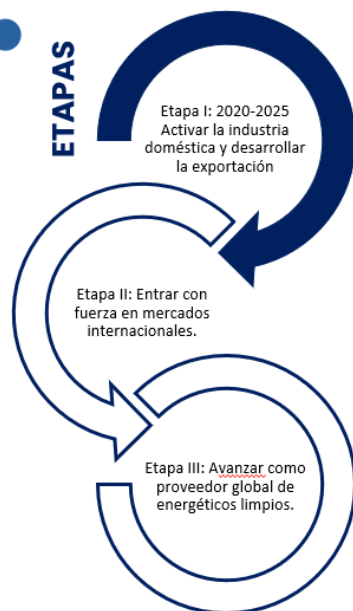 ETAPAS
Etapa I: 2020-2025
Activar la industria
doméstica y desarrollar
la exportación
Etapa II: Entrar con
fuerza en mercados
internacionales.
Etapa III: Avanzar como
proveedor global de
energéticos limpios.